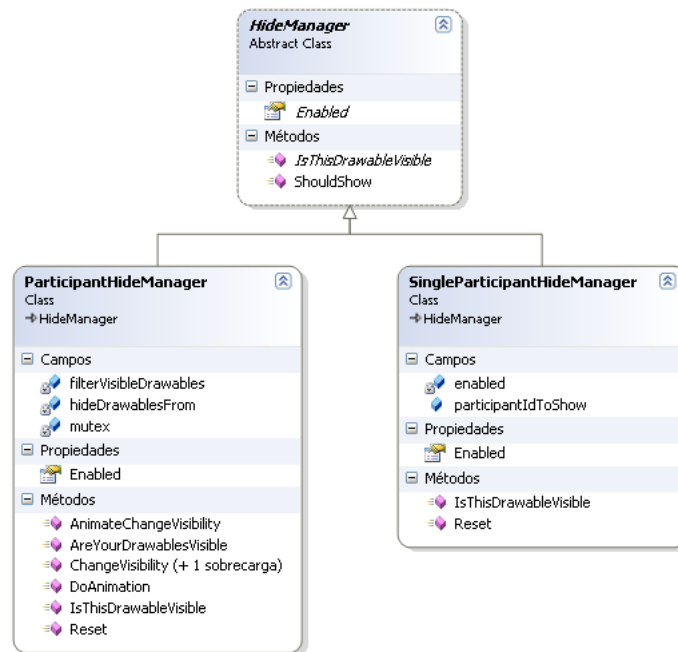 HideManager
Abstract Class
Propiedades
Enabled
Métodos
IsThisDrawableVisible
ShouldShow
ParticipantHideManager
Class
HideManager
Campos
filterVisibleDrawables
hideDrawablesFrom
mutex
Propiedades
Enabled
Métodos
AnimateChangeVisibility
AreYourDrawablesVisible
ChangeVisibility (+ 1 sobrecarga)
DoAnimation
IsThisDrawableVisible
Reset
SingleParticipantHideManager
Class
HideManager
Campos
enabled
participantIdToShow
Propiedades
Enabled
Métodos
IsThisDrawableVisible
Reset